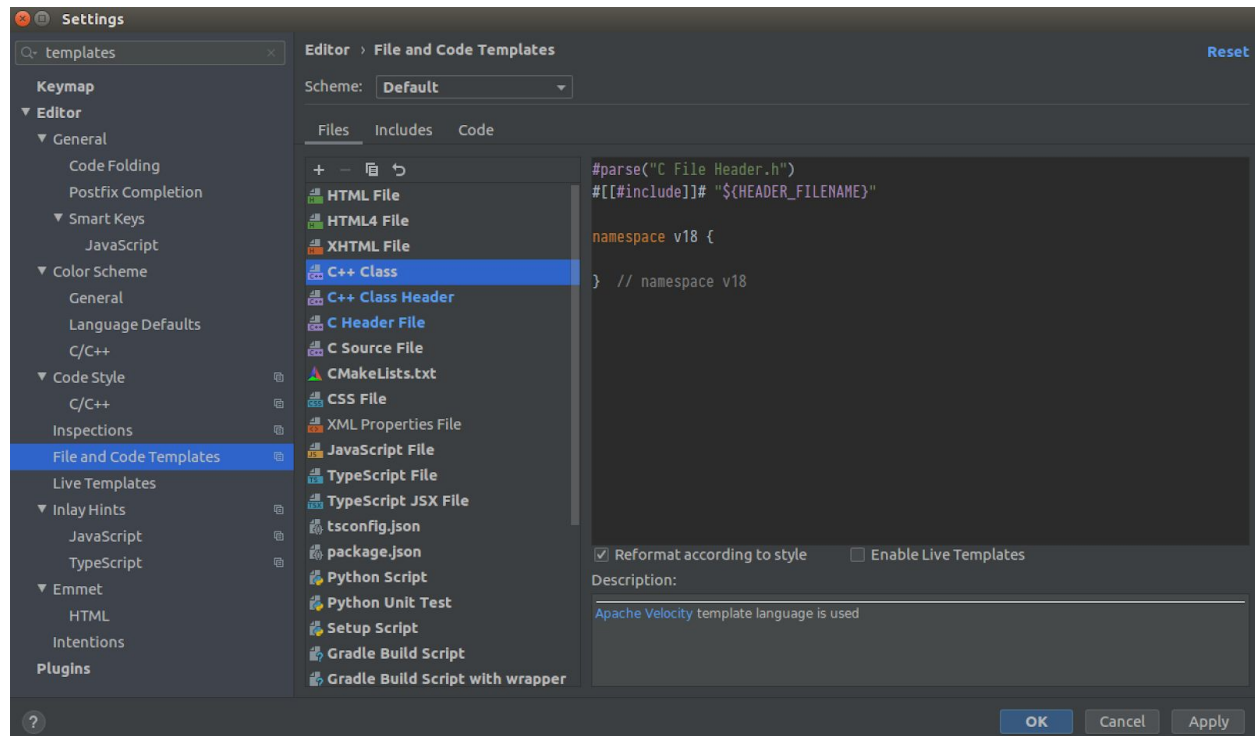 Settings
templates
Keymap
Editor
General
Code Folding
Postfix Completion
Smart Keys
JavaScript
Color Scheme
General
Language Defaults
C/C++
Code Style
C/C++
Inspections
File and Code Templates
Live Templates
Inlay Hints
JavaScript
TypeScript
Emmet
HTML
Intentions
Plugins
Editor › File and Code Templates
Reset
Scheme: Default
Files Includes Code
HTML File
HTML4 File
XHTML File
C++ Class
C++ Class Header
C Header File
C Source File
CMakeLists.txt
CSS File
XML Properties File
JavaScript File
TypeScript File
TypeScript JSX File
tsconfig.json
package.json
Python Script
Python Unit Test
Setup Script
Gradle Build Script
Gradle Build Script with wrapper
#parse("C File Header.h")
#[[#include]]# "${HEADER_FILENAME}"
namespace v18 {
}  // namespace v18
Reformat according to style Enable Live Templates
Description:
Apache Velocity template language is used
?
OK Cancel Apply